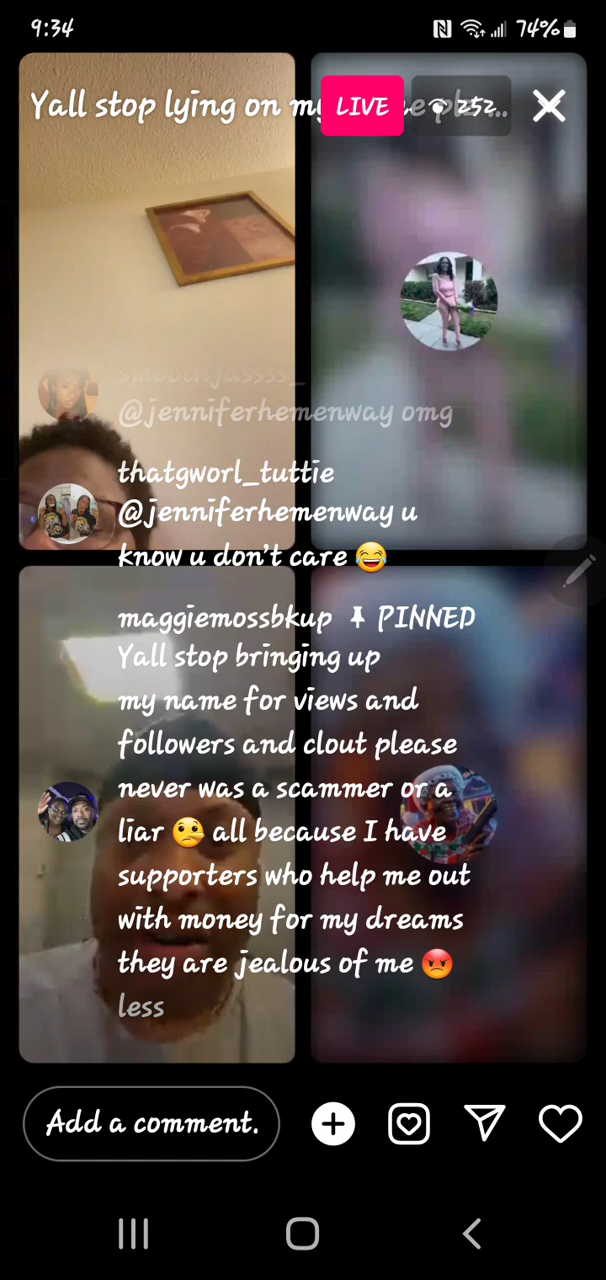 9:34
74%
Yall stop lying on my
LIVE
252
smoothjassss_
@jenniferhemenway omg
thatgworl_tuttie
@jenniferhemenway u
know u don't care 😂
maggiemossbkup 📌 PINNED
Yall stop bringing up
my name for views and
followers and clout please
never was a scammer or a
liar 🤥 all because I have
supporters who help me out
with money for my dreams
they are jealous of me 😡
less
Add a comment.